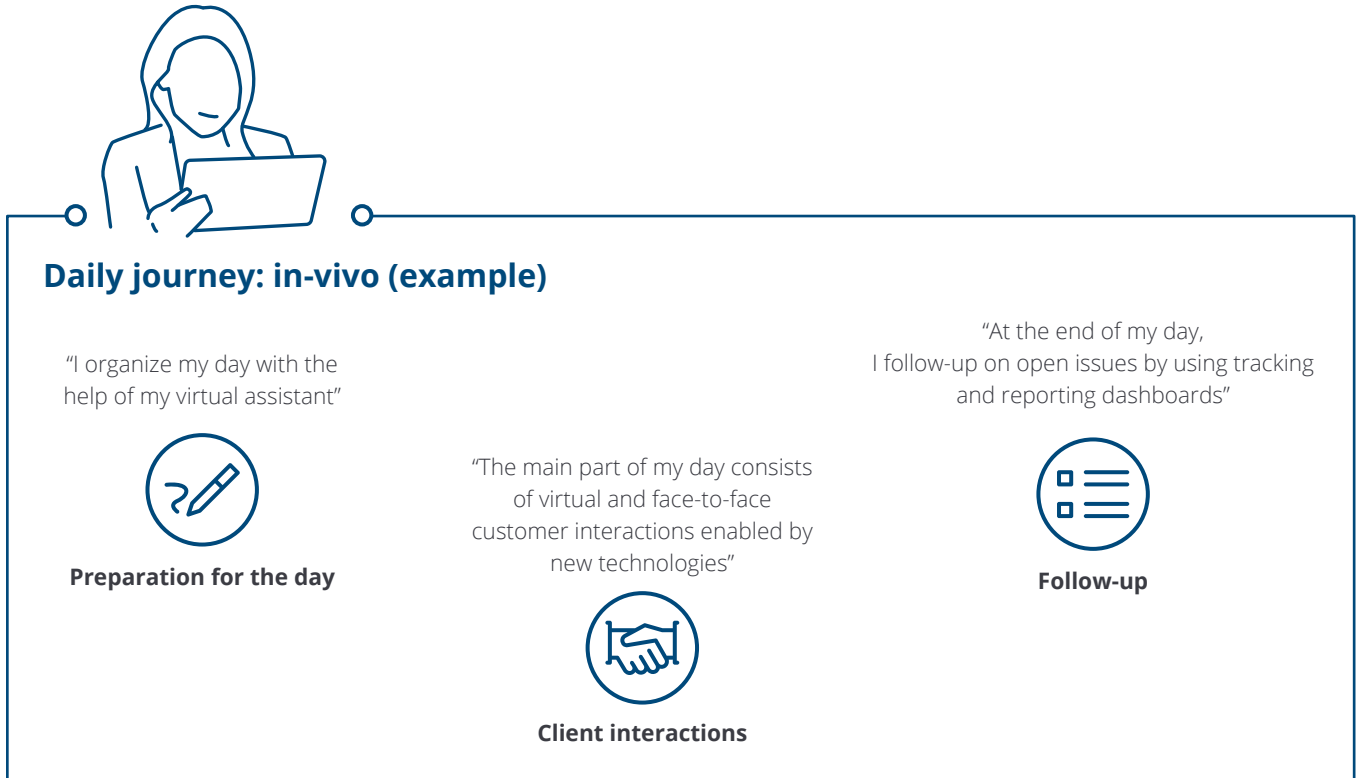 Daily journey: in-vivo (example)
“I organize my day with the
help of my virtual assistant”
Preparation for the day
“The main part of my day consists
of virtual and face-to-face
customer interactions enabled by
new technologies”
Client interactions
“At the end of my day,
I follow-up on open issues by using tracking
and reporting dashboards”
Follow-up